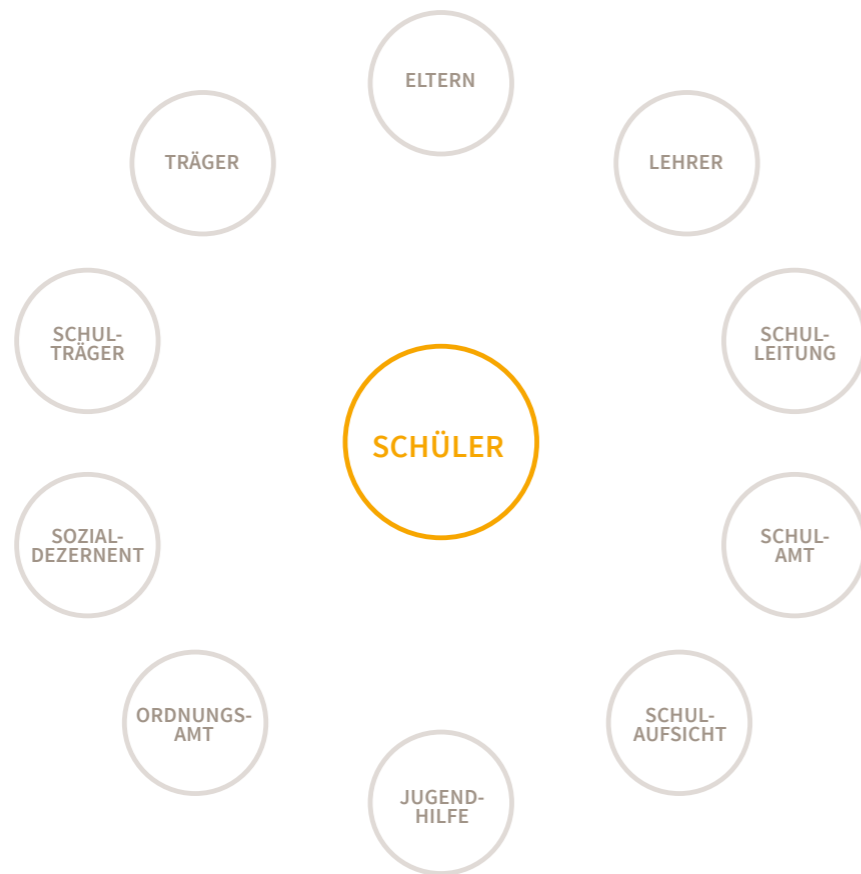 ELTERN
TRÄGER
LEHRER
SCHUL-
TRÄGER
SCHUL-
LEITUNG
SCHÜLER
SOZIAL-
DEZERNENT
SCHUL-
AMT
ORDNUNGS-
AMT
SCHUL-
AUFSICHT
JUGEND-
HILFE